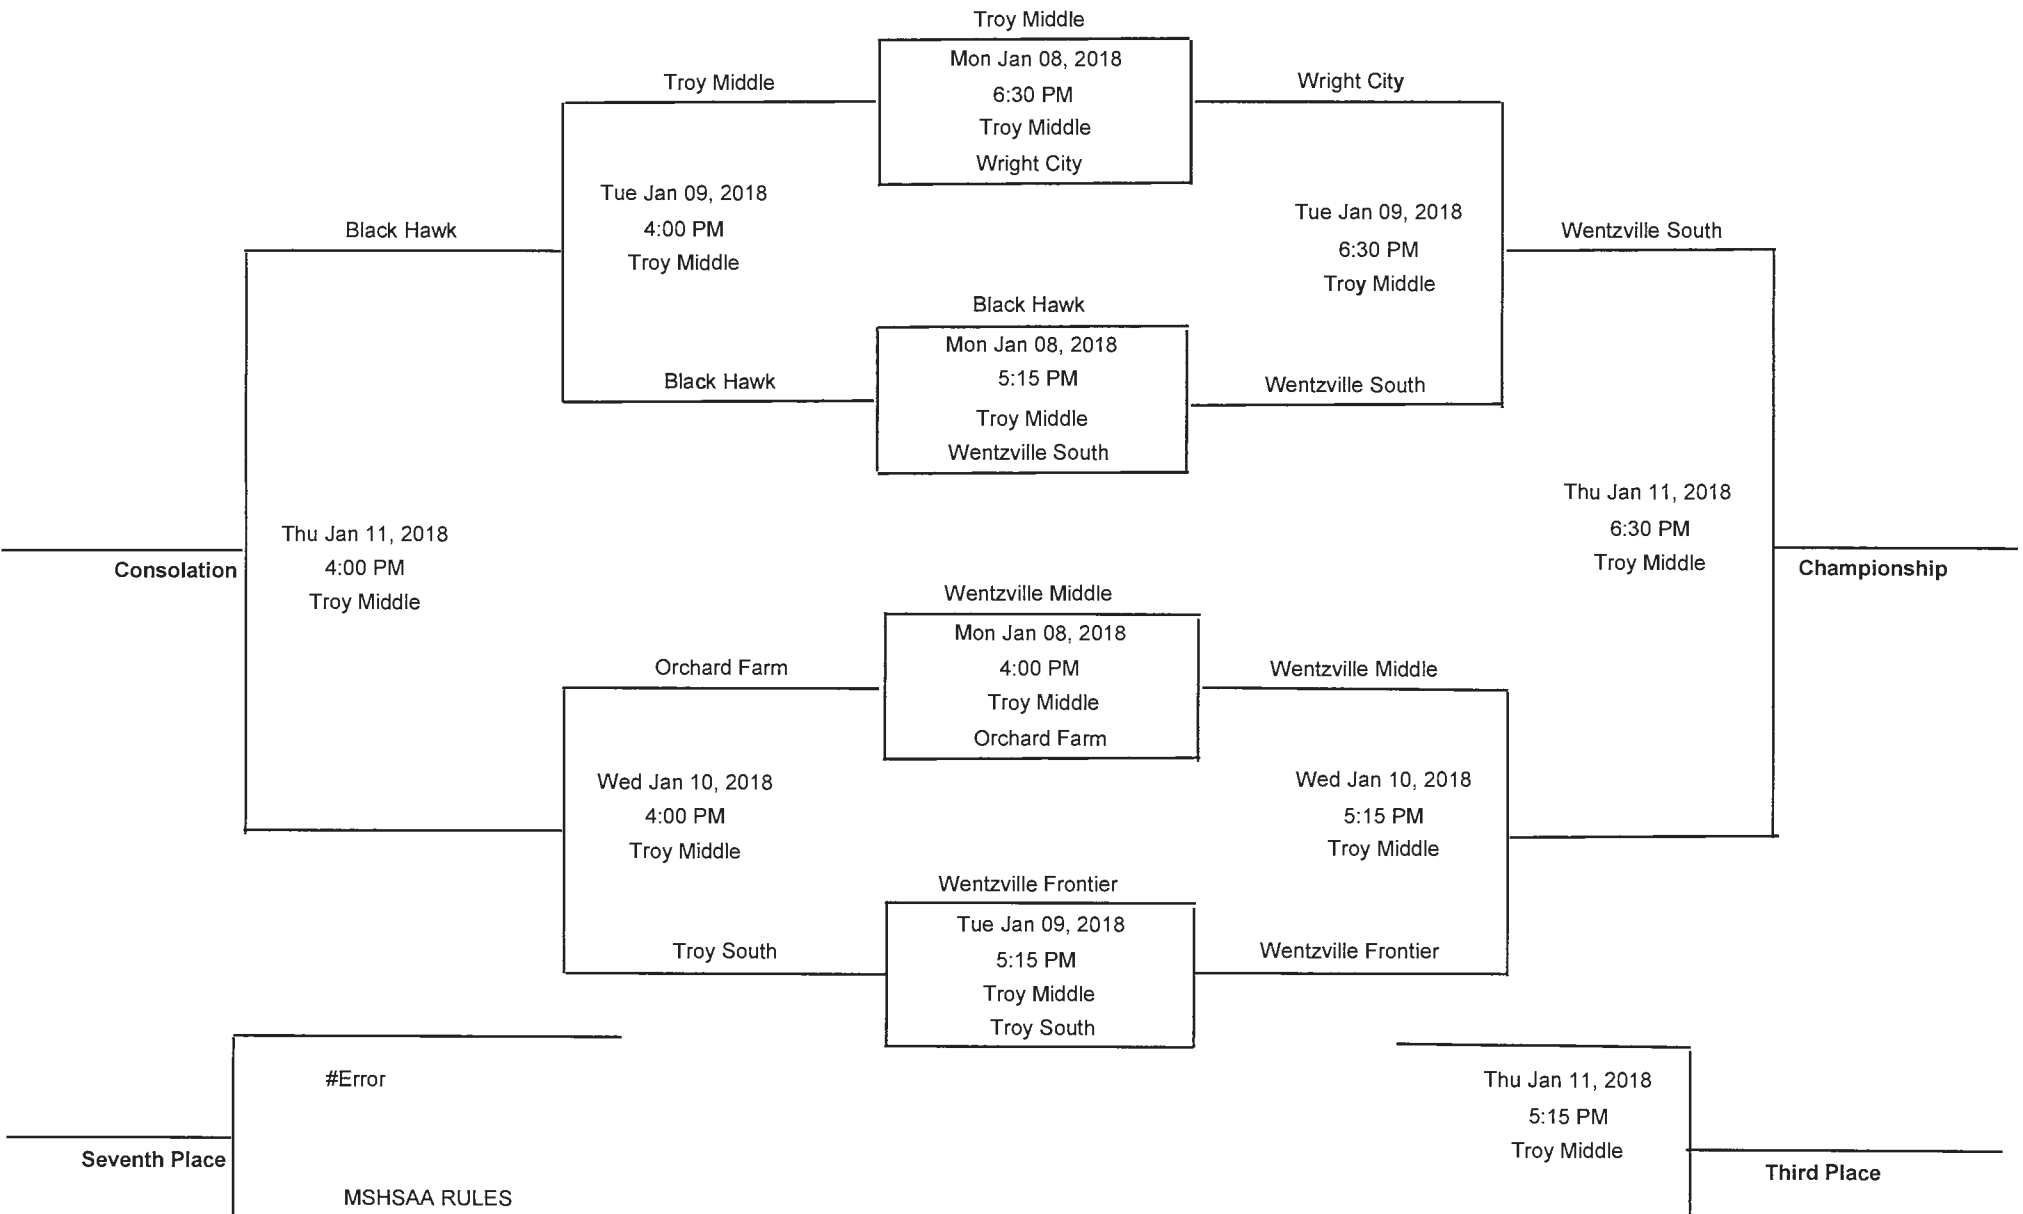 Troy Middle
Mon Jan 08, 2018
6:30 PM
Troy Middle
Wright City
Troy Middle
Wright City
Tue Jan 09, 2018
4:00 PM
Troy Middle
Tue Jan 09, 2018
6:30 PM
Troy Middle
Black Hawk
Wentzville South
Black Hawk
Mon Jan 08, 2018
5:15 PM
Troy Middle
Wentzville South
Black Hawk
Wentzville South
Thu Jan 11, 2018
4:00 PM
Troy Middle
Consolation
Thu Jan 11, 2018
6:30 PM
Troy Middle
Championship
Wentzville Middle
Mon Jan 08, 2018
4:00 PM
Troy Middle
Orchard Farm
Orchard Farm
Wentzville Middle
Wed Jan 10, 2018
4:00 PM
Troy Middle
Wed Jan 10, 2018
5:15 PM
Troy Middle
Wentzville Frontier
Tue Jan 09, 2018
5:15 PM
Troy Middle
Troy South
Troy South
Wentzville Frontier
#Error
Seventh Place
MSHSAA RULES
Thu Jan 11, 2018
5:15 PM
Troy Middle
Third Place